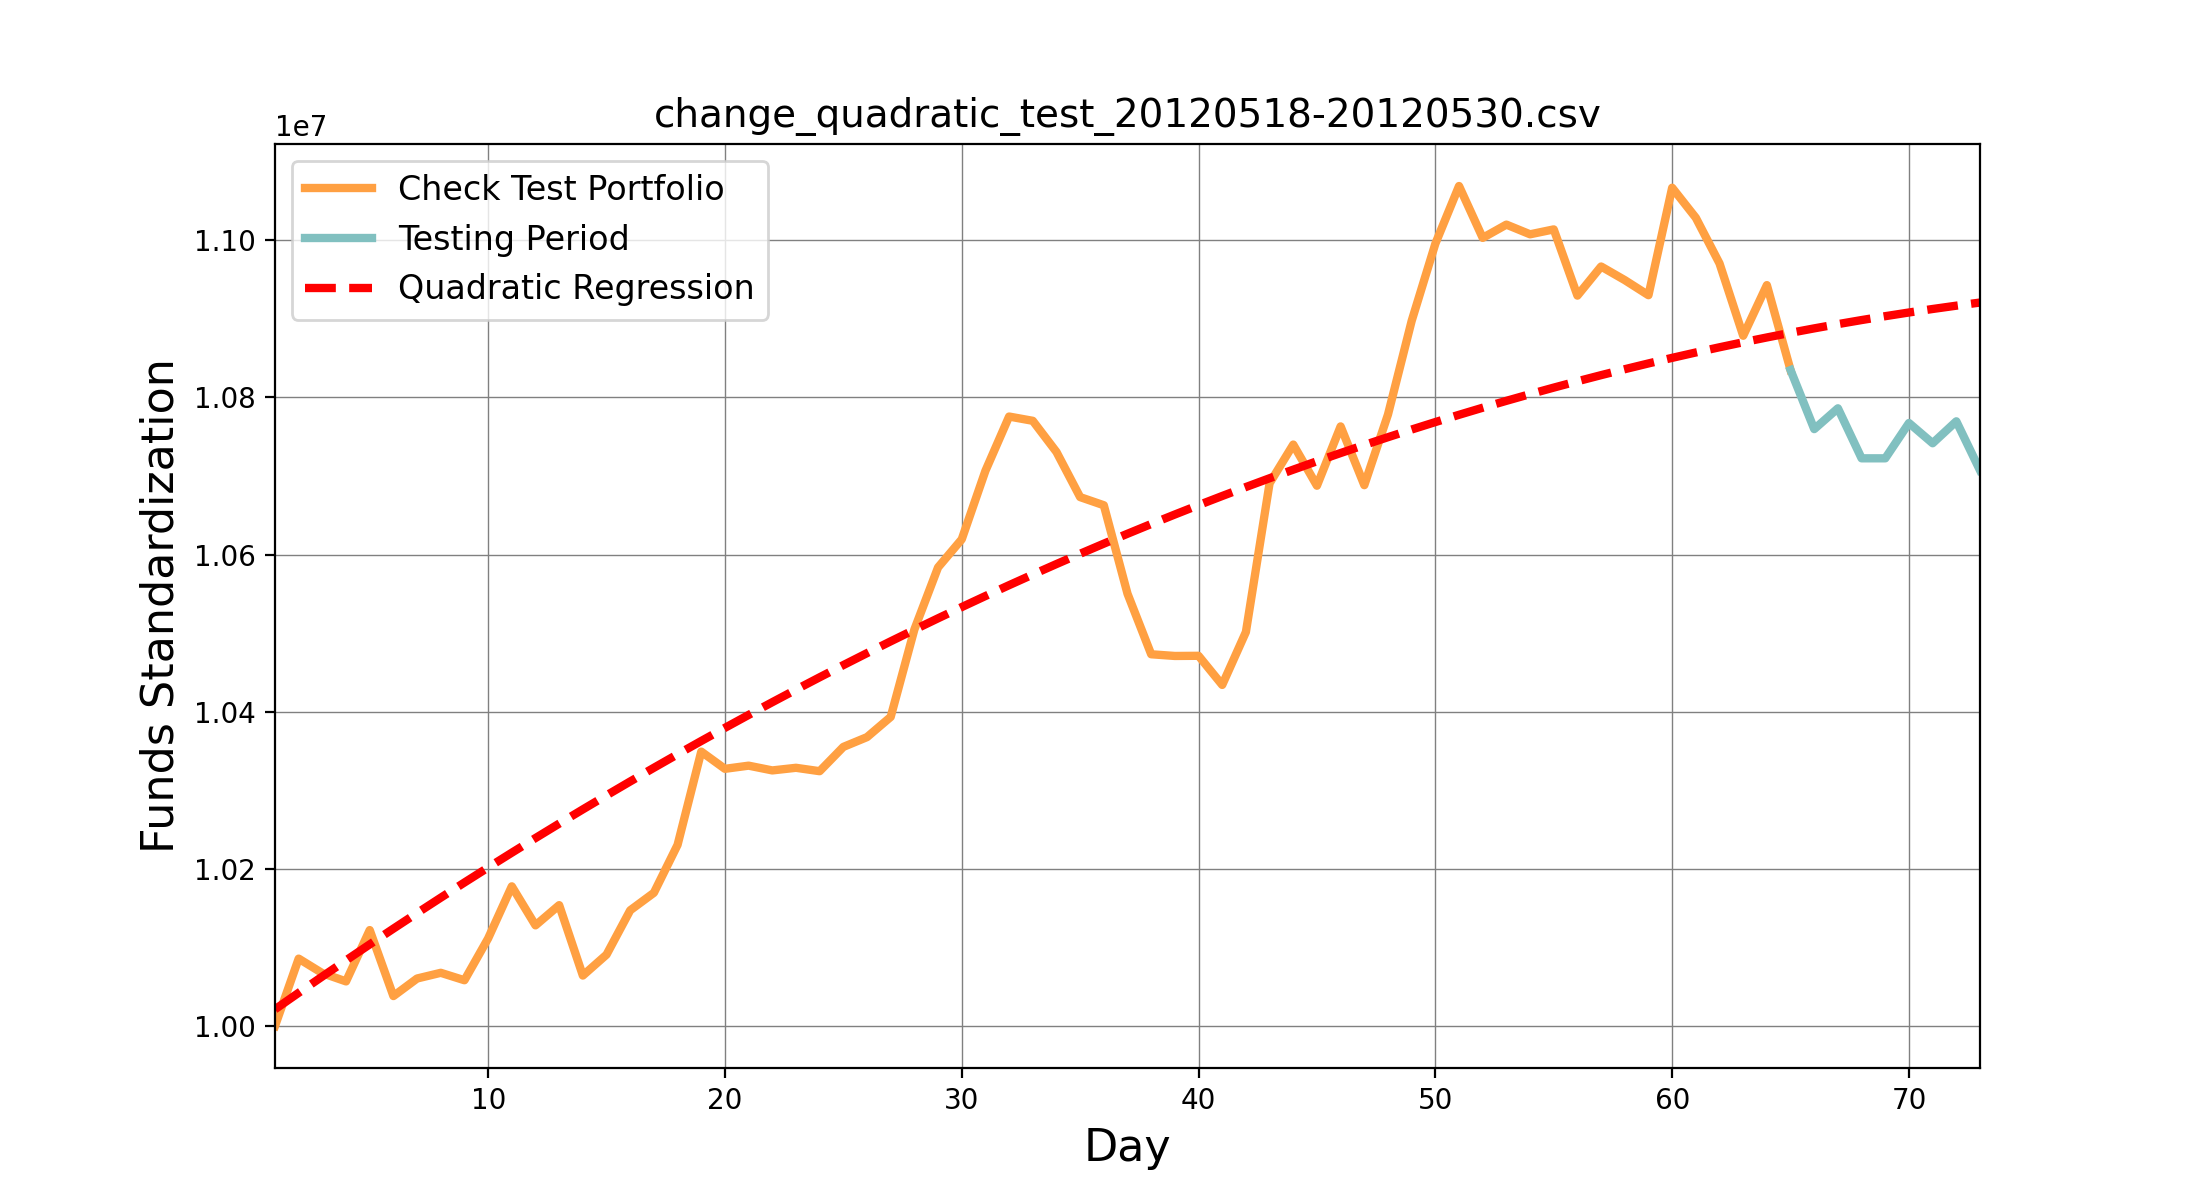 change_quadratic_test_20120518-20120530.csv
1e7
Check Test Portfolio
Testing Period
Quadratic Regression
Funds Standardization
1.10
1.08
1.06
1.04
1.02
1.00
10 20 30 40 50 60 70
Day